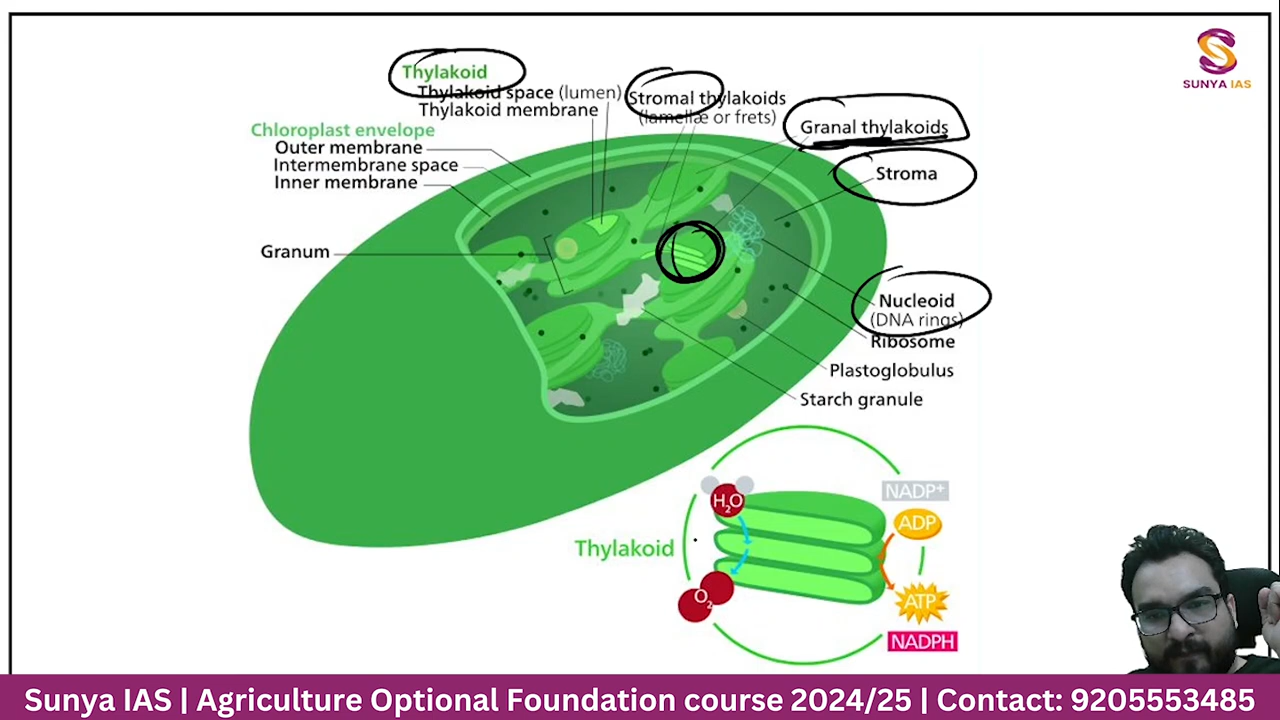 SUNYA IAS
Thylakoid
Thylakoid space (lumen)
Thylakoid membrane
Stromal thylakoids
(lamellæ or frets)
Granal thylakoids
Stroma
Chloroplast envelope
Outer membrane
Intermembrane space
Inner membrane
Granum
Nucleoid
(DNA rings)
Ribosome
Plastoglobulus
Starch granule
H₂O
NADP⁺
ADP
Thylakoid
O₂
ATP
NADPH
Sunya IAS | Agriculture Optional Foundation course 2024/25 | Contact: 9205553485